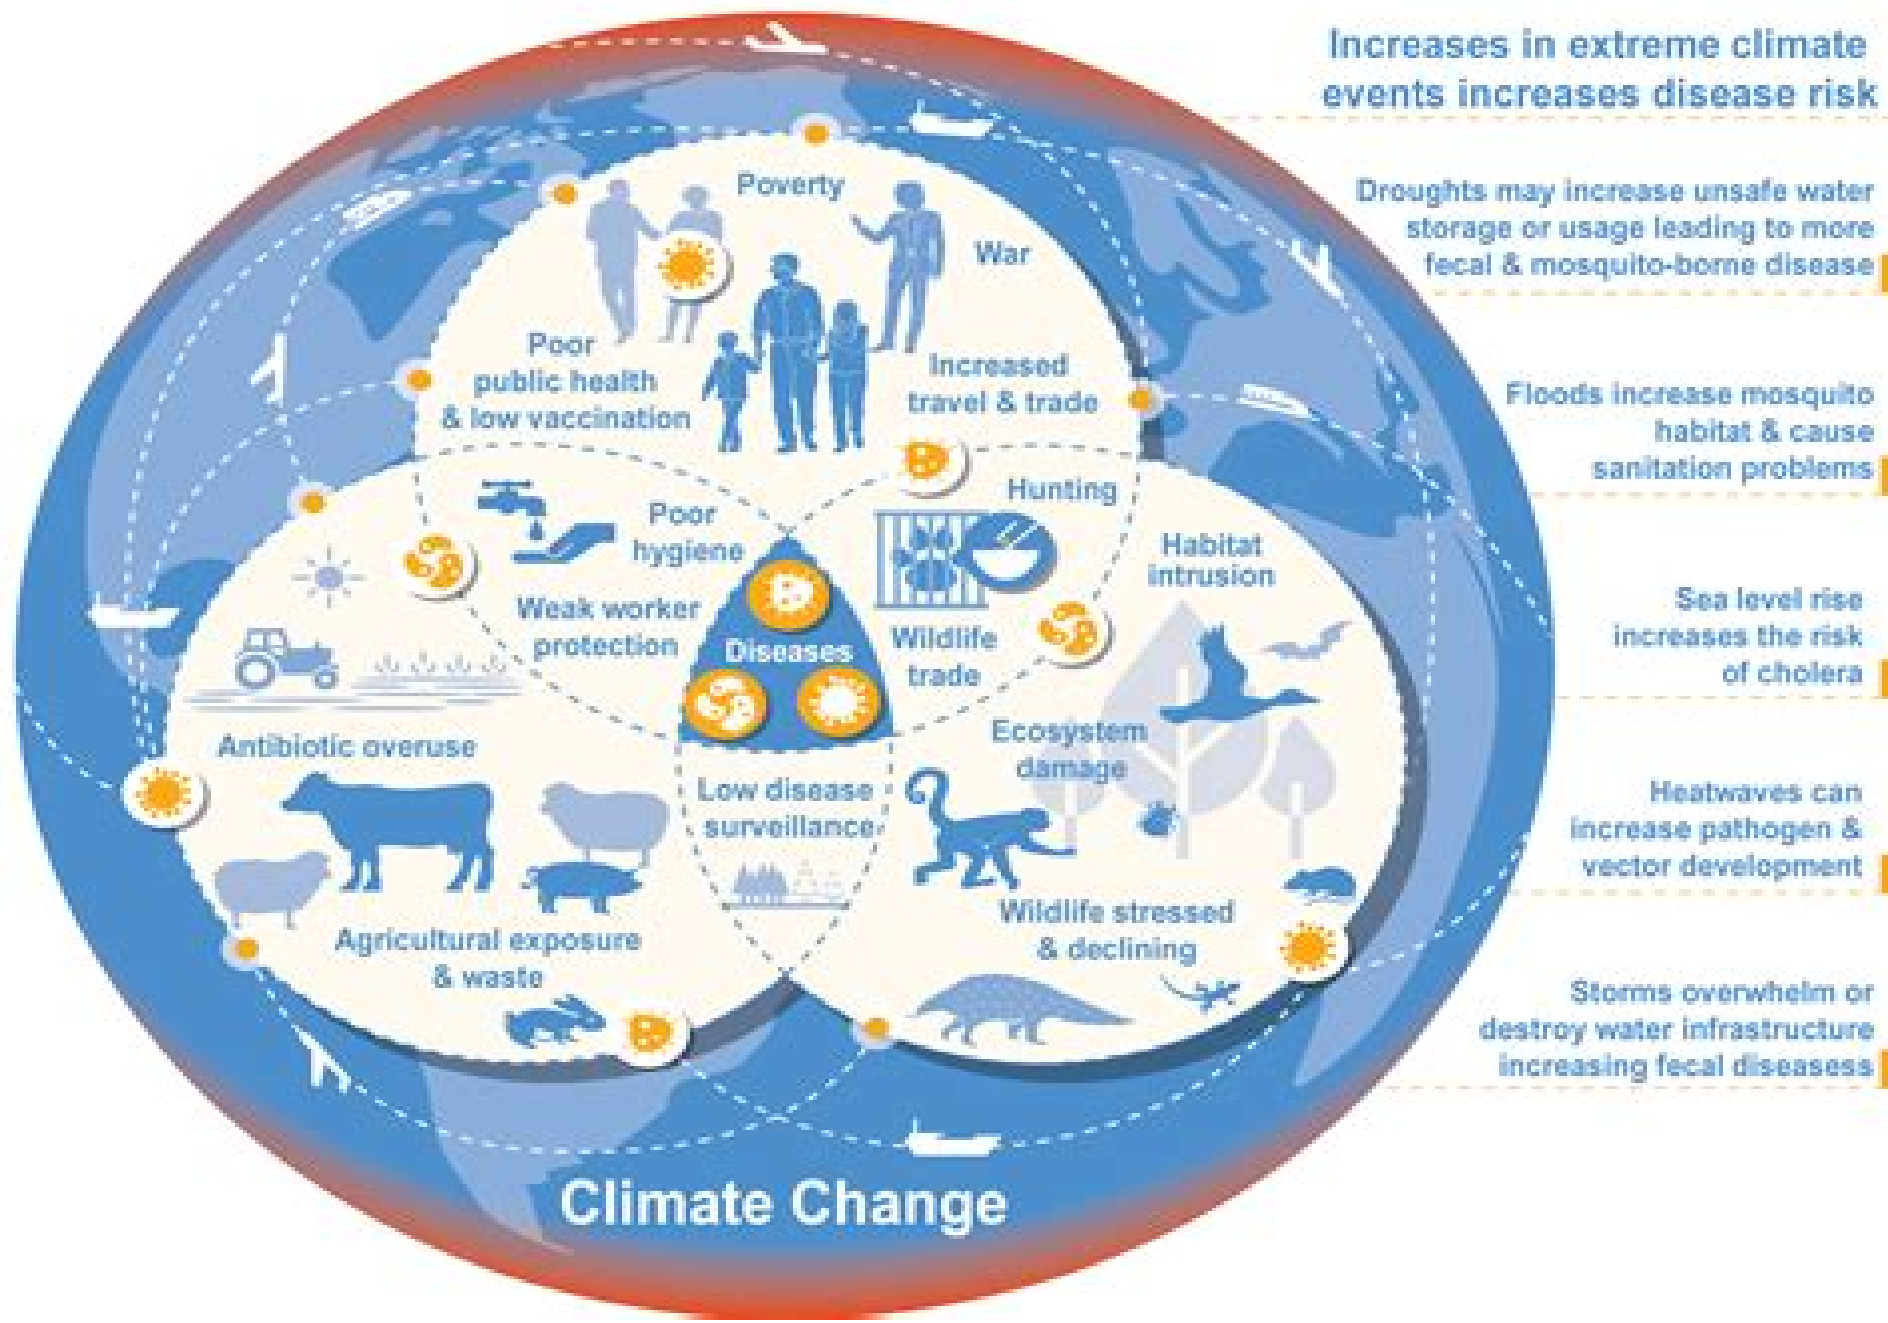 Increases in extreme climate
events increases disease risk
Droughts may increase unsafe water
storage or usage leading to more
fecal & mosquito-borne disease
Floods increase mosquito
habitat & cause
sanitation problems
Sea level rise
increases the risk
of cholera
Heatwaves can
increase pathogen &
vector development
Storms overwhelm or
destroy water infrastructure
increasing fecal diseasess
Poverty
War
Poor
public health
& low vaccination
Increased
travel & trade
Poor
hygiene
Weak worker
protection
Hunting
Wildlife
trade
Habitat
intrusion
Diseases
Antibiotic overuse
Low disease
surveillance
Ecosystem
damage
Agricultural exposure
& waste
Wildlife stressed
& declining
Climate Change